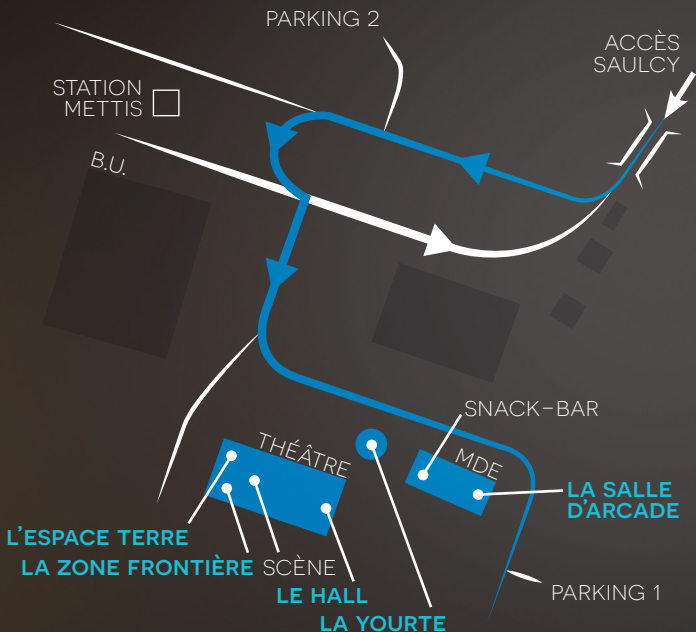 PARKING 2
ACCÈS
SAULCY
STATION
METTIS
B.U.
SNACK-BAR
THÉÂTRE
MDE
LA SALLE
D'ARCADE
L'ESPACE TERRE
LA ZONE FRONTIÈRE
SCÈNE
LE HALL
PARKING 1
LA YOURTE